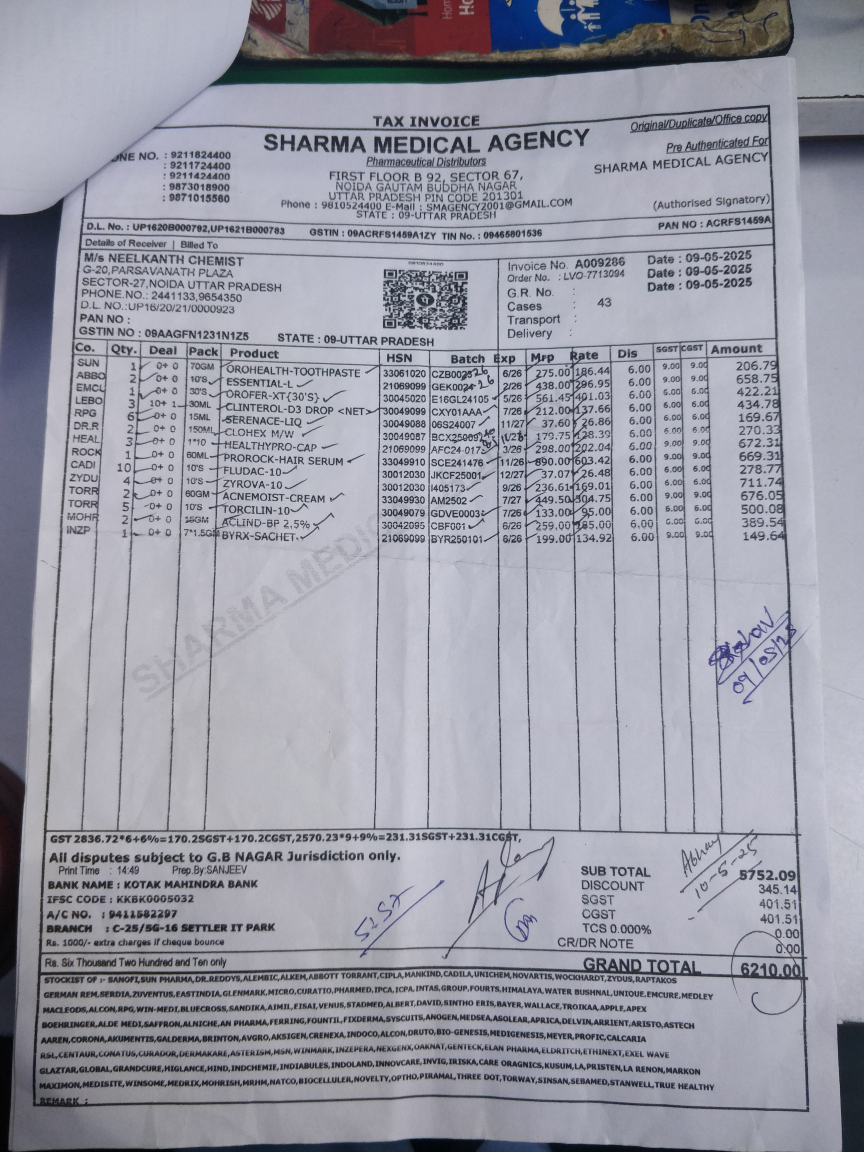 TAX INVOICE
Original/Duplicate/Office copy
SHARMA MEDICAL AGENCY
Pharmaceutical Distributors
FIRST FLOOR B 92, SECTOR 67,
NOIDA GAUTAM BUDDHA NAGAR
UTTAR PRADESH PIN CODE 201301
Phone : 9810524400 E-Mail : SMAGENCY2001@GMAIL.COM
STATE : 09-UTTAR PRADESH
ONE NO. : 9211824400
: 9211724400
: 9211424400
: 9873018900
: 9871015560
Pre Authenticated For
SHARMA MEDICAL AGENCY
(Authorised Signatory)
D.L. No. : UP1620B000792,UP1621B000783 GSTIN : 09ACRFS1459A1ZY TIN No. : 09465801536 PAN NO : ACRFS1459A
Details of Receiver | Billed To
M/s NEELKANTH CHEMIST
G-20,PARSAVANATH PLAZA
SECTOR-27,NOIDA UTTAR PRADESH
PHONE.NO.: 2441133,9654350
D.L. NO.:UP16/20/21/0000923
PAN NO :
GSTIN NO : 09AAGFN1231N1Z5 STATE : 09-UTTAR PRADESH
Invoice No. A009286 Date : 09-05-2025
Order No. : LVO-7713094 Date : 09-05-2025
G.R. No. : Date : 09-05-2025
Cases : 43
Transport :
Delivery :
Co. Qty. Deal Pack Product HSN Batch Exp Mrp Rate Dis SGST CGST Amount
SUN 1 0+ 0 70GM OROHEALTH-TOOTHPASTE 33061020 6/26 275.00 186.44 6.00 9.00 9.00 206.79
ABBO 2 0+ 0 10'S ESSENTIAL-L 21069099 GEK0024-26 2/26 438.00 296.95 6.00 9.00 9.00 658.75
EMCU 1 0+ 0 30'S OROFER-XT{30'S} 30045020 E16GL24105 5/26 561.45 401.03 6.00 6.00 6.00 422.21
LEBO 3 10+ 1 30ML CLINTEROL-D3 DROP <NET> 30049099 CXY01AAA 7/26 212.00 137.66 6.00 6.00 6.00 434.78
RPG 6 0+ 0 15ML SERENACE-LIQ 30049088 06S24007 11/27 37.60 26.86 6.00 6.00 6.00 169.67
DR.R 2 0+ 0 150ML CLOHEX M/W 30049087 1/28 179.75 128.39 6.00 6.00 6.00 270.33
HEAL 3 0+ 0 1*10 HEALTHYPRO-CAP 21069099 3/26 298.00 202.04 6.00 9.00 9.00 672.31
ROCK 1 0+ 0 60ML PROROCK-HAIR SERUM 33049910 SCE241476 11/26 890.00 603.42 6.00 9.00 9.00 669.31
CADI 10 0+ 0 10'S FLUDAC-10 30012030 JKCF25001 12/27 37.07 26.48 6.00 6.00 6.00 278.77
ZYDU 4 0+ 0 10'S ZYROVA-10 30012030 I405173 9/26 236.61 169.01 6.00 6.00 6.00 711.74
TORR 2 0+ 0 60GM ACNEMOIST-CREAM 33049930 AM2502 7/27 449.50 304.75 6.00 9.00 9.00 676.05
TORR 5 0+ 0 10'S TORCILIN-10 30049079 GDVE0003 7/26 133.00 95.00 6.00 6.00 6.00 500.08
MOHR 2 0+ 0 15GM ACLIND-BP 2.5% 30042095 CBF001 6/26 259.00 185.00 6.00 6.00 6.00 389.54
INZP 1 0+ 0 7*1.5GM BYRX-SACHET 21069099 BYR250101 6/26 199.00 134.92 6.00 9.00 9.00 149.64
SHARMA MEDIC
09/05/25
GST 2836.72*6+6%=170.2SGST+170.2CGST,2570.23*9+9%=231.31SGST+231.31CGST,
All disputes subject to G.B NAGAR Jurisdiction only.
Print Time : 14:49 Prep.By:SANJEEV
BANK NAME : KOTAK MAHINDRA BANK
IFSC CODE : KKBK0005032
A/C NO. : 9411582297
BRANCH : C-25/5G-16 SETTLER IT PARK
Rs. 1000/- extra charges if cheque bounce
Abhay
10-5-25
SUB TOTAL 5752.09
DISCOUNT 345.14
SGST 401.51
CGST 401.51
TCS 0.000% 0.00
CR/DR NOTE 0.00
Rs. Six Thousand Two Hundred and Ten only
GRAND TOTAL 6210.00
STOCKIST OF :- SANOFI,SUN PHARMA,DR.REDDYS,ALEMBIC,ALKEM,ABBOTT TORRANT,CIPLA,MANKIND,CADILA,UNICHEM,NOVARTIS,WOCKHARDT,ZYDUS,RAPTAKOS
GERMAN REM.SERDIA,ZUVENTUS,EASTINDIA,GLENMARK,MICRO,CURATIO,PHARMED,IPCA,ICPA,INTAS,GROUP,FOURTS,HIMALAYA,WATER BUSHNAL,UNIQUE,EMCURE,MEDLEY
MACLEODS,ALCON,RPG,WIN-MEDI,BLUECROSS,SANDIKA,AIMIL,EISAI,VENUS,STADMED,ALBERT,DAVID,SINTHO ERIS,BAYER,WALLACE,TROIKAA,APPLE,APEX
BOEHRINGER,ALDE MEDI,SAFFRON,ALNICHE,AN PHARMA,FERRING,FOUNTIL,FIXDERMA,SYSCUITS,ANOGEN,MEDSEA,ASOLEAR,APRICA,DELVIN,ARRIENT,ARISTO,ASTECH
AAREN,CORONA,AKUMENTIS,GALDERMA,BRINTON,AVGRO,AKSIGEN,CRENEXA,INDOCO,ALCON,DRUTO,BIO-GENESIS,MEDIGENESIS,MEYER,PROFIC,CALCARIA
RSL,CENTAUR,CONATUS,CURADOR,DERMAKARE,ASTERISM,MSN,WINMARK,INZEPERA,NEXGENX,OAKNAT,GENTECK,ELAN PHARMA,ELDRITCH,ETHINEXT,EXEL WAVE
GLAZTAR,GLOBAL,GRANDCURE,HIGLANCE,HIND,INDCHEMIE,INDIABULES,INDOLAND,INNOVCARE,INVIG,IRISKA,CARE ORAGNICS,KUSUM,LA,PRISTEN,LA RENON,MARKON
MAXIMON,MEDISITE,WINSOME,MEDRIX,MOHRISH,MRHM,NATCO,BIOCELLULER,NOVELTY,OPTHO,PIRAMAL,THREE DOT,TORWAY,SINSAN,SEBAMED,STANWELL,TRUE HEALTHY
REMARK :